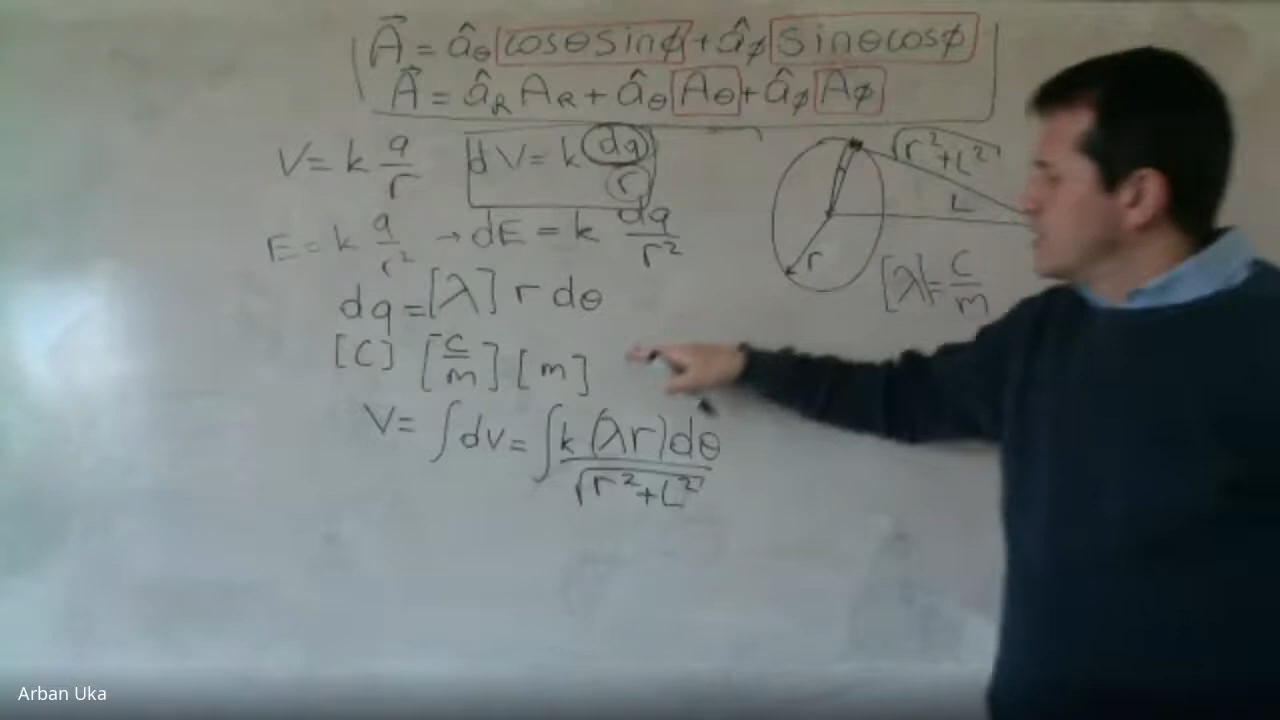 A⃗ = â_θ cosθ sinϕ + â_ϕ sinθ cosϕ
A⃗ = â_R A_R + â_θ A_θ + â_ϕ A_ϕ
V = k q/r   dV = k dq/r
E = k q/r² → dE = k dq/r²
dq = [λ] r dθ
[C] [C/m] [m]
V = ∫dV = ∫ k (λr) dθ / √(r²+L²)
√(r²+L²)
L
r
[λ] = C/m
Arban Uka